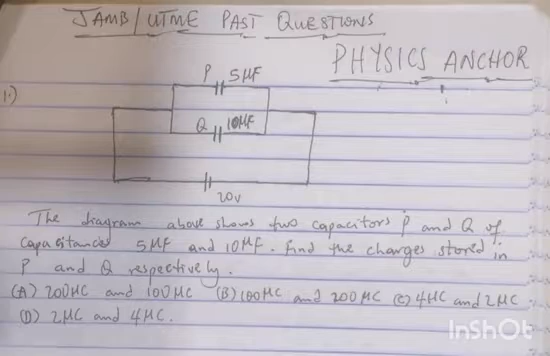 JAMB/UTME PAST QUESTIONS
PHYSICS ANCHOR
1.)
P 5μF
Q 10μF
20v
The diagram above shows two capacitors P and Q of
capacitances 5μF and 10μF. find the charges stored in
P and Q respectively.
(A) 200μC and 100μC (B) 100μC and 200μC (C) 4μC and 2μC
(D) 2μC and 4μC.
InShOt